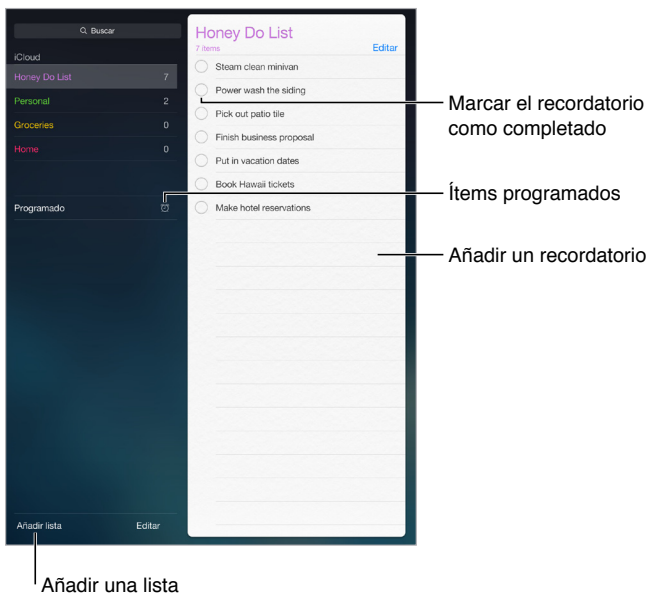 Buscar
iCloud
Honey Do List 7
Personal 2
Groceries 0
Home 0
Programado
Añadir lista Editar
Honey Do List
7 items Editar
Steam clean minivan
Power wash the siding
Pick out patio tile
Finish business proposal
Put in vacation dates
Book Hawaii tickets
Make hotel reservations
Marcar el recordatorio
como completado
Ítems programados
Añadir un recordatorio
Añadir una lista